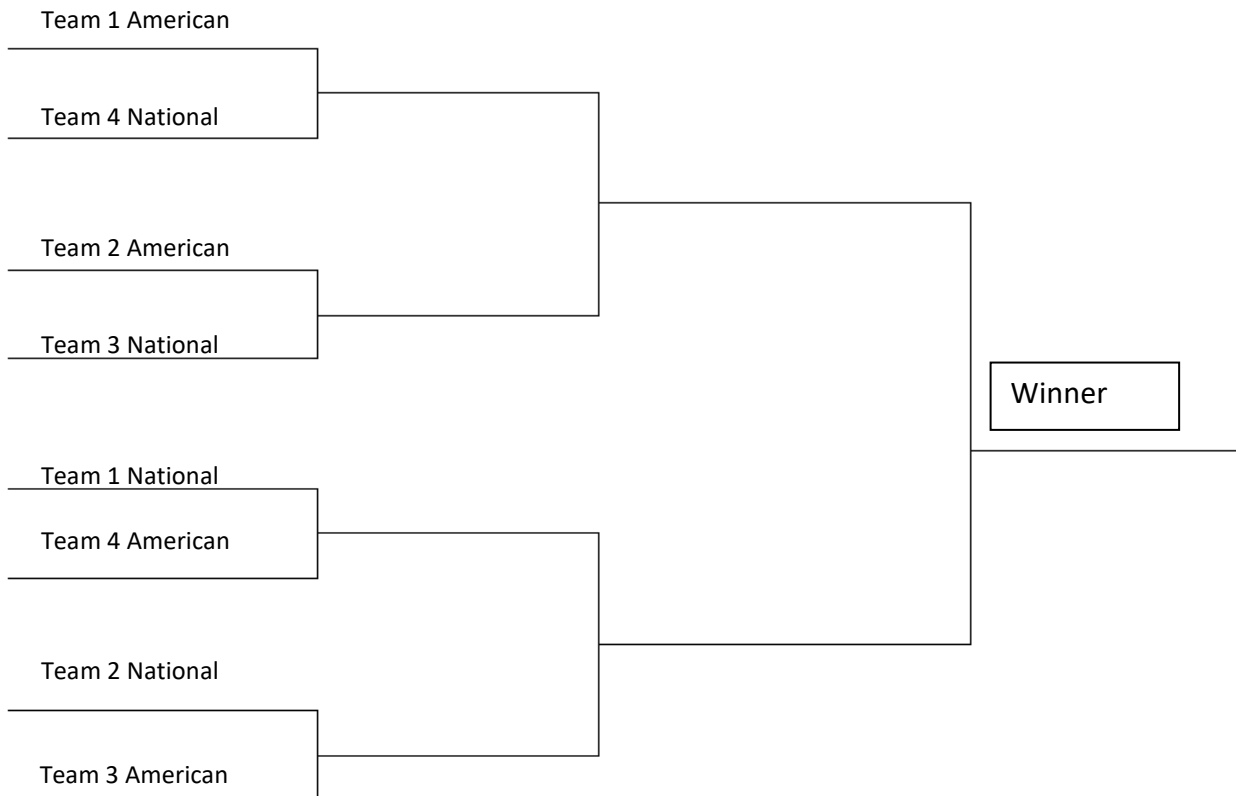 Team 1 American
Team 4 National
Team 2 American
Team 3 National
Winner
Team 1 National
Team 4 American
Team 2 National
Team 3 American